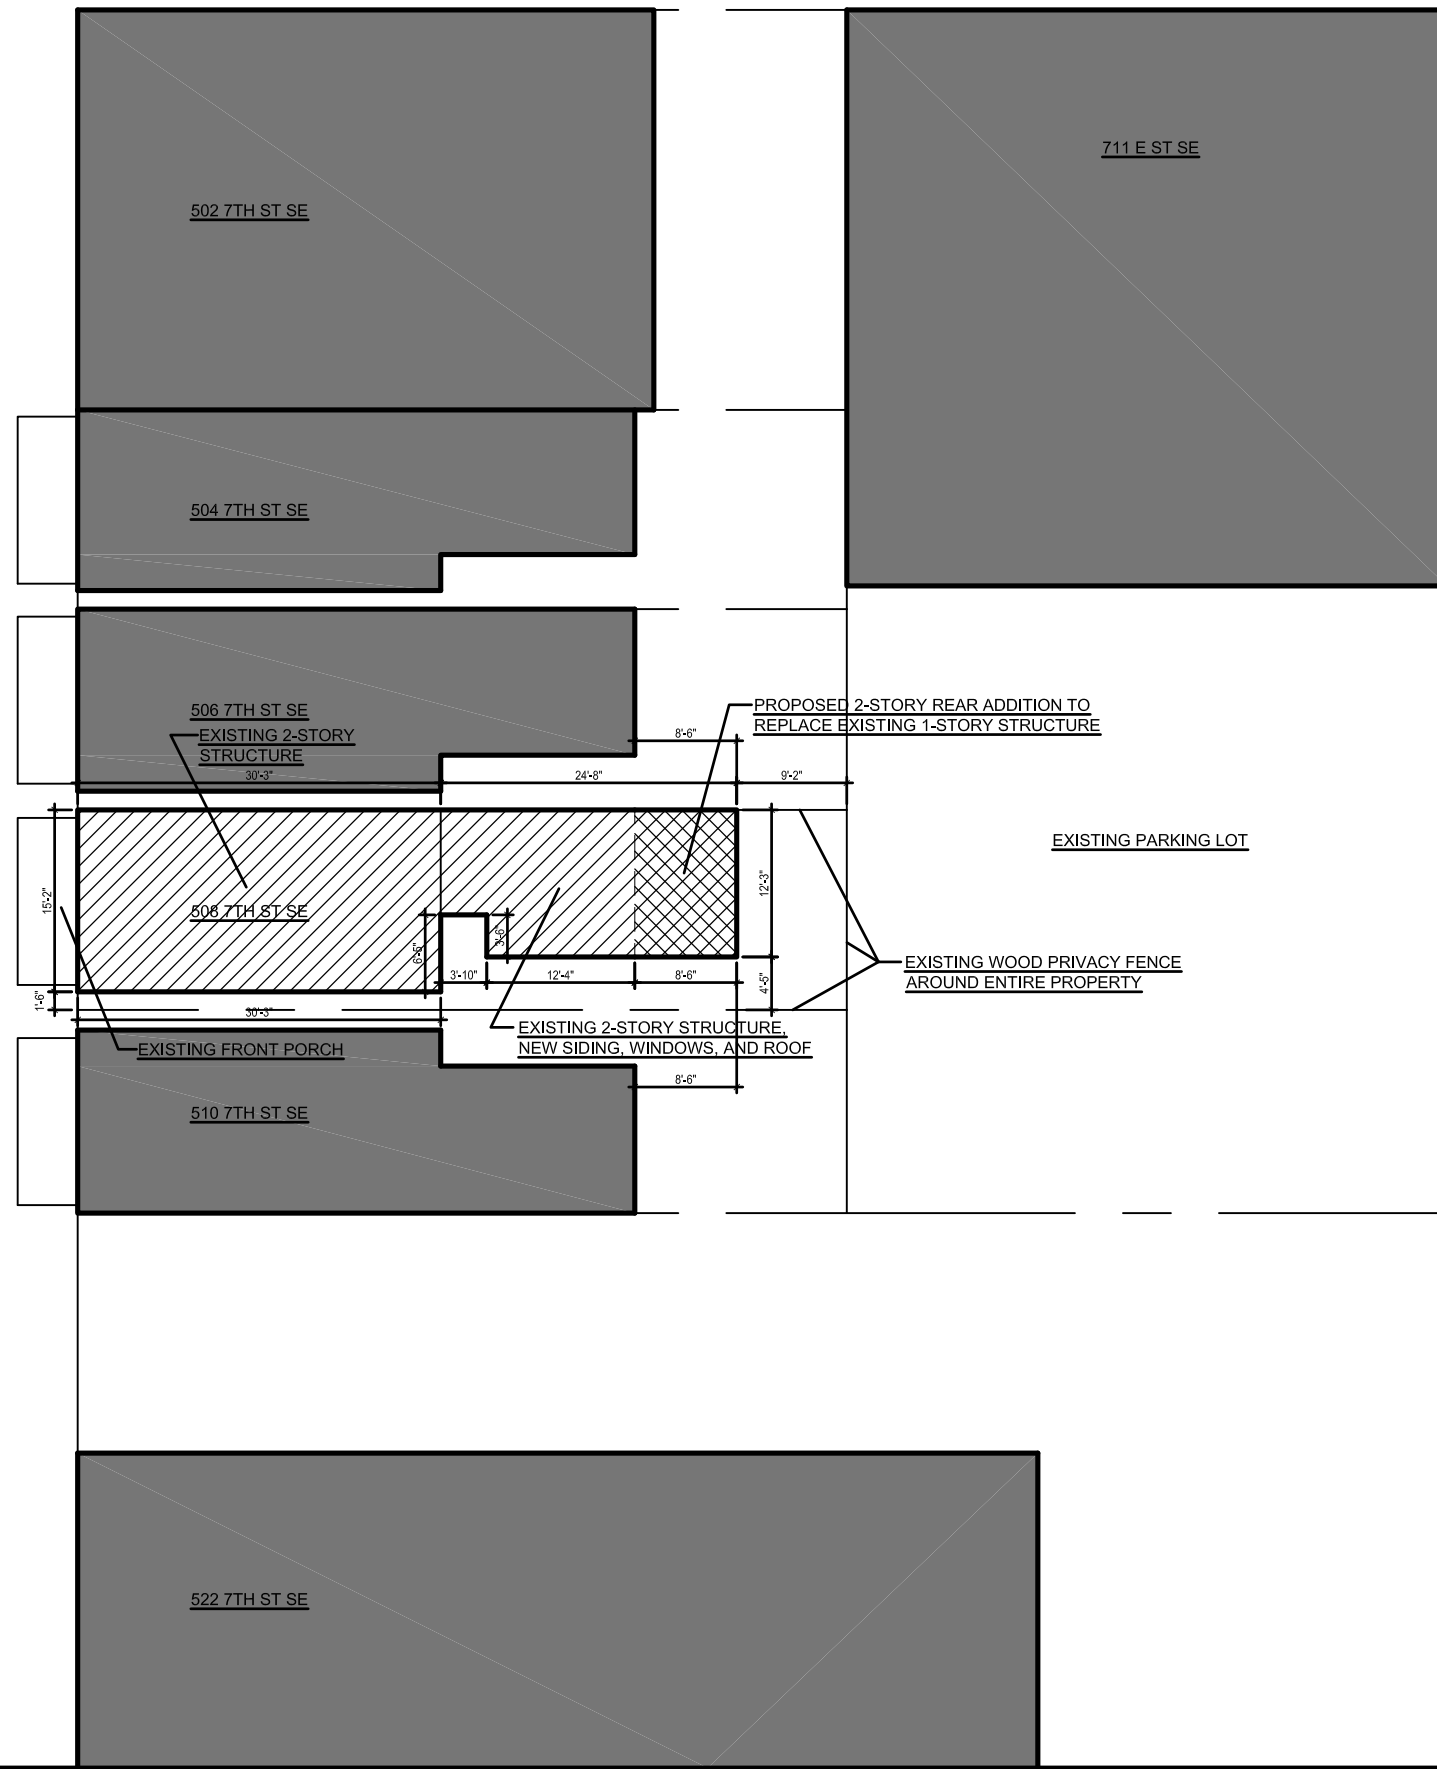 711 E ST SE
502 7TH ST SE
504 7TH ST SE
506 7TH ST SE
EXISTING 2-STORY
STRUCTURE
PROPOSED 2-STORY REAR ADDITION TO
REPLACE EXISTING 1-STORY STRUCTURE
8'-6"
30'-3"
24'-8"
9'-2"
EXISTING PARKING LOT
15'-2"
12'-3"
508 7TH ST SE
6'-5"
3'-6"
3'-10"
12'-4"
8'-6"
4'-5"
1'-6"
EXISTING WOOD PRIVACY FENCE
AROUND ENTIRE PROPERTY
30'-3"
EXISTING 2-STORY STRUCTURE,
NEW SIDING, WINDOWS, AND ROOF
EXISTING FRONT PORCH
8'-6"
510 7TH ST SE
522 7TH ST SE